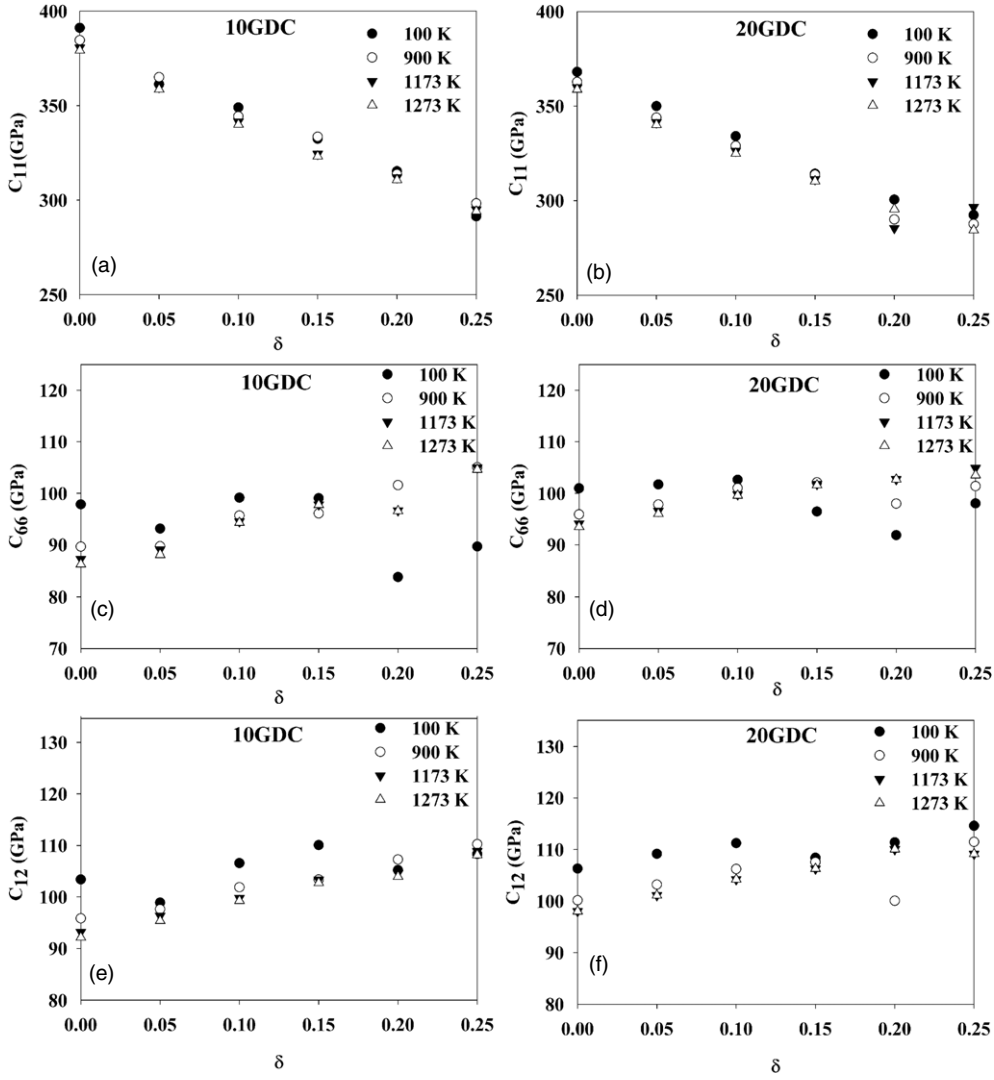 10GDC
100 K
900 K
1173 K
1273 K
C11(GPa)
400
350
300
250
(a)
0.00 0.05 0.10 0.15 0.20 0.25
δ
20GDC
100 K
900 K
1173 K
1273 K
C11 (GPa)
400
350
300
250
(b)
0.00 0.05 0.10 0.15 0.20 0.25
δ
10GDC
100 K
900 K
1173 K
1273 K
C66 (GPa)
120
110
100
90
80
70
(c)
0.00 0.05 0.10 0.15 0.20 0.25
δ
20GDC
100 K
900 K
1173 K
1273 K
C66 (GPa)
120
110
100
90
80
70
(d)
0.00 0.05 0.10 0.15 0.20 0.25
δ
10GDC
100 K
900 K
1173 K
1273 K
C12 (GPa)
130
120
110
100
90
80
(e)
0.00 0.05 0.10 0.15 0.20 0.25
δ
20GDC
100 K
900 K
1173 K
1273 K
C12 (GPa)
130
120
110
100
90
80
(f)
0.00 0.05 0.10 0.15 0.20 0.25
δ